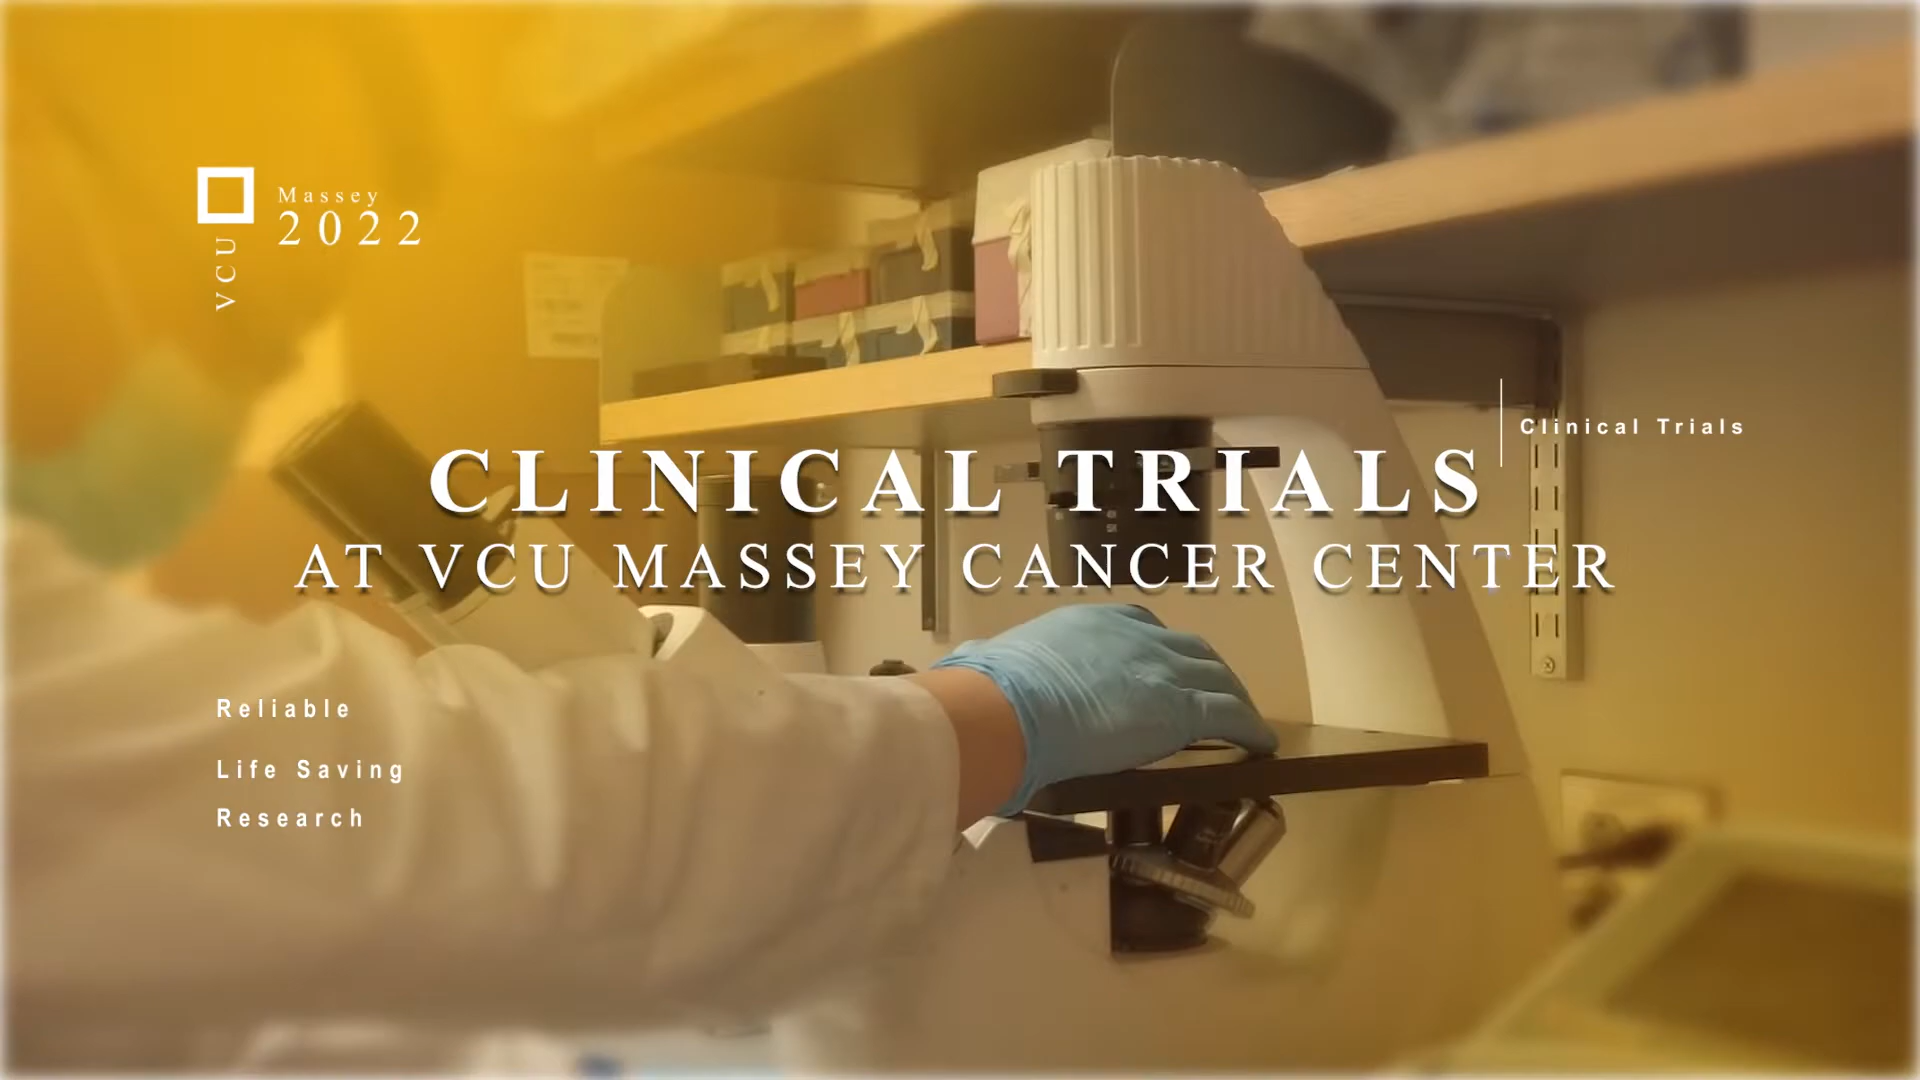 Massey
2022
VCU
Clinical Trials
CLINICAL TRIALS
AT VCU MASSEY CANCER CENTER
Reliable
Life Saving
Research